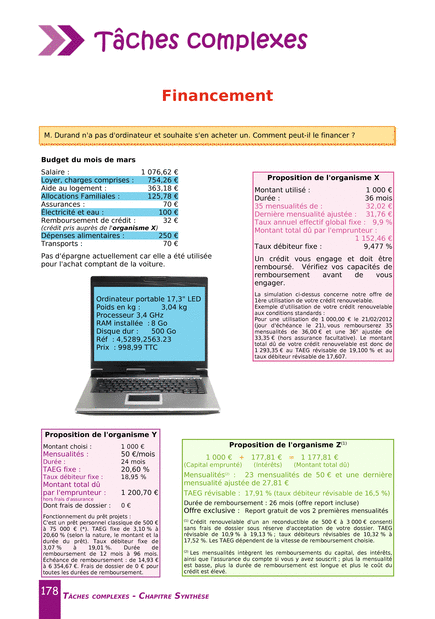 Tâches complexes
Financement
M. Durand n'a pas d'ordinateur et souhaite s'en acheter un. Comment peut-il le financer ?
Budget du mois de mars
Salaire : 1 076,62 €
Loyer, charges comprises : 754,26 €
Aide au logement : 363,18 €
Allocations Familiales : 125,78 €
Assurances : 70 €
Électricité et eau : 100 €
Remboursement de crédit : 32 €
(crédit pris auprès de l'organisme X)
Dépenses alimentaires : 250 €
Transports : 70 €
Pas d'épargne actuellement car elle a été utilisée
pour l'achat comptant de la voiture.
Ordinateur portable 17,3" LED
Poids en kg : 3,04 kg
Processeur 3,4 GHz
RAM installée : 8 Go
Disque dur : 500 Go
Réf : 4,5289,2563.23
Prix : 998,99 TTC
Proposition de l'organisme X
Montant utilisé : 1 000 €
Durée : 36 mois
35 mensualités de : 32,02 €
Dernière mensualité ajustée : 31,76 €
Taux annuel effectif global fixe : 9,9 %
Montant total dû par l'emprunteur :
1 152,46 €
Taux débiteur fixe : 9,477 %
Un crédit vous engage et doit être
remboursé. Vérifiez vos capacités de
remboursement avant de vous
engager.
La simulation ci-dessus concerne notre offre de
1ère utilisation de votre crédit renouvelable.
Exemple d'utilisation de votre crédit renouvelable
aux conditions standards :
Pour une utilisation de 1 000,00 € le 21/02/2012
(jour d'échéance le 21), vous rembourserez 35
mensualités de 36,00 € et une 36° ajustée de
33,35 € (hors assurance facultative). Le montant
total dû de votre crédit renouvelable est donc de
1 293,35 € au TAEG révisable de 19,100 % et au
taux débiteur révisable de 17,607.
Proposition de l'organisme Y
Montant choisi : 1 000 €
Mensualités : 50 €/mois
Durée : 24 mois
TAEG fixe : 20,60 %
Taux débiteur fixe : 18,95 %
Montant total dû
par l'emprunteur : 1 200,70 €
hors frais d'assurance
Dont frais de dossier : 0 €
Fonctionnement du prêt projets :
C'est un prêt personnel classique de 500 €
à 75 000 € (*). TAEG fixe de 3,10 % à
20,60 % (selon la nature, le montant et la
durée du prêt). Taux débiteur fixe de
3,07 % à 19,01 %. Durée de
remboursement de 12 mois à 96 mois.
Echéance de remboursement : de 14,93 €
à 6 354,67 €. Frais de dossier de 0 € pour
toutes les durées de remboursement.
Proposition de l'organisme Z(1)
1 000 € + 177,81 € = 1 177,81 €
(Capital emprunté) (Intérêts) (Montant total dû)
Mensualités(2) : 23 mensualités de 50 € et une dernière
mensualité ajustée de 27,81 €
TAEG révisable : 17,91 % (taux débiteur révisable de 16,5 %)
Durée de remboursement : 26 mois (offre report incluse)
Offre exclusive : Report gratuit de vos 2 premières mensualités
(1) Crédit renouvelable d'un an reconductible de 500 € à 3 000 € consenti
sans frais de dossier sous réserve d'acceptation de votre dossier. TAEG
révisable de 10,9 % à 19,13 % ; taux débiteurs révisables de 10,32 % à
17,52 %. Les TAEG dépendent de la vitesse de remboursement choisie.
(2) Les mensualités intègrent les remboursements du capital, des intérêts,
ainsi que l'assurance du compte si vous y avez souscrit ; plus la mensualité
est basse, plus la durée de remboursement est longue et plus le coût du
crédit est élevé.
178 Tâches complexes - Chapitre Synthèse